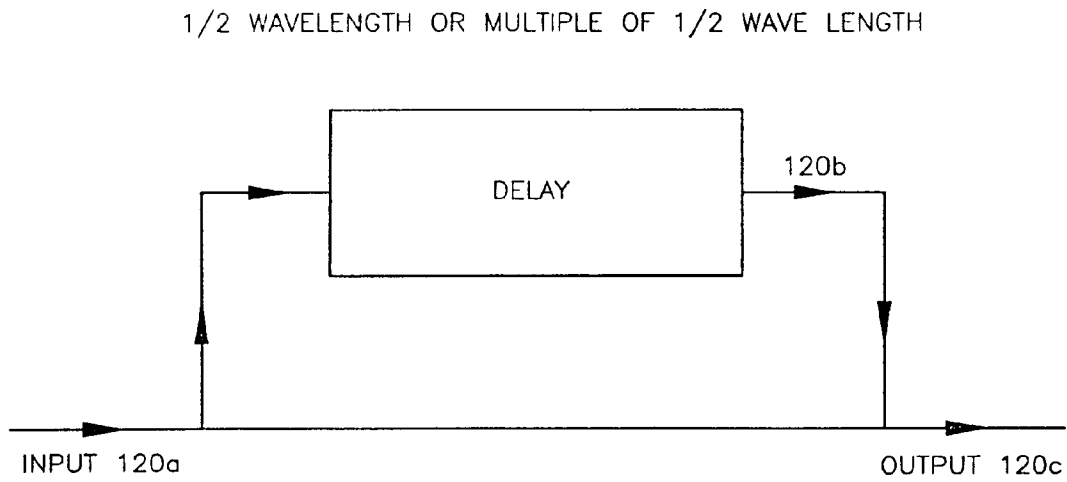 1/2 WAVELENGTH OR MULTIPLE OF 1/2 WAVE LENGTH
DELAY
120b
INPUT 120a
OUTPUT 120c